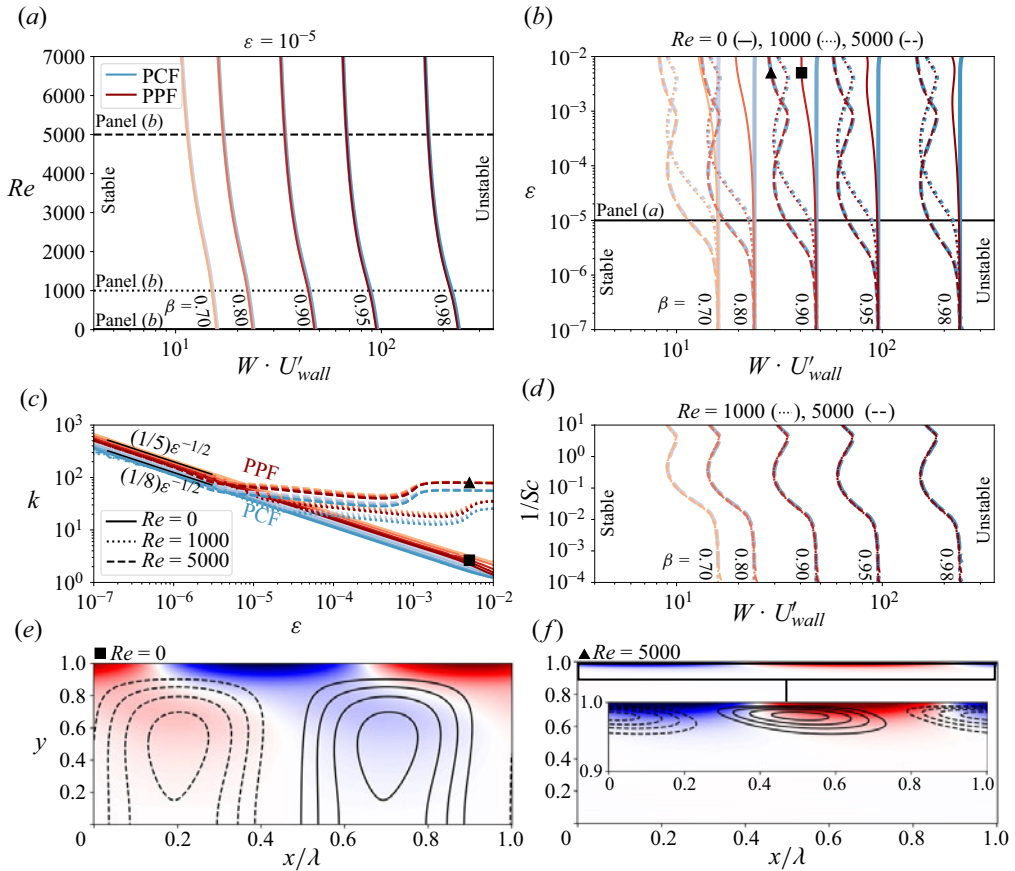 (a)
ε = 10⁻⁵
7000
6000
5000
4000
3000
2000
1000
0
Re
PCF
PPF
Panel (b)
Panel (b)
Panel (b)
Stable
Unstable
β =
0.70
0.80
0.90
0.95
0.98
10¹
10²
W · U′wall
(b)
Re = 0 (–), 1000 (···), 5000 (--)
10⁻²
10⁻³
10⁻⁴
10⁻⁵
10⁻⁶
10⁻⁷
ε
Panel (a)
Stable
Unstable
β =
0.70
0.80
0.90
0.95
0.98
10¹
10²
W · U′wall
(c)
10³
10²
10¹
10⁰
k
(1/5)ε⁻¹ᐟ²
(1/8)ε⁻¹ᐟ²
PPF
PCF
Re = 0
Re = 1000
Re = 5000
10⁻⁷
10⁻⁶
10⁻⁵
10⁻⁴
10⁻³
10⁻²
ε
(d)
Re = 1000 (···), 5000 (--)
10¹
10⁰
10⁻¹
10⁻²
10⁻³
10⁻⁴
1/Sc
Stable
Unstable
β =
0.70
0.80
0.90
0.95
0.98
10¹
10²
W · U′wall
(e)
■ Re = 0
1.0
0.8
0.6
0.4
0.2
0
y
0
0.2
0.4
0.6
0.8
1.0
x/λ
(f)
▲ Re = 5000
1.0
0.8
0.6
0.4
0.2
0
1.0
0.9
0
0.2
0.4
0.6
0.8
1.0
0
0.2
0.4
0.6
0.8
1.0
x/λ